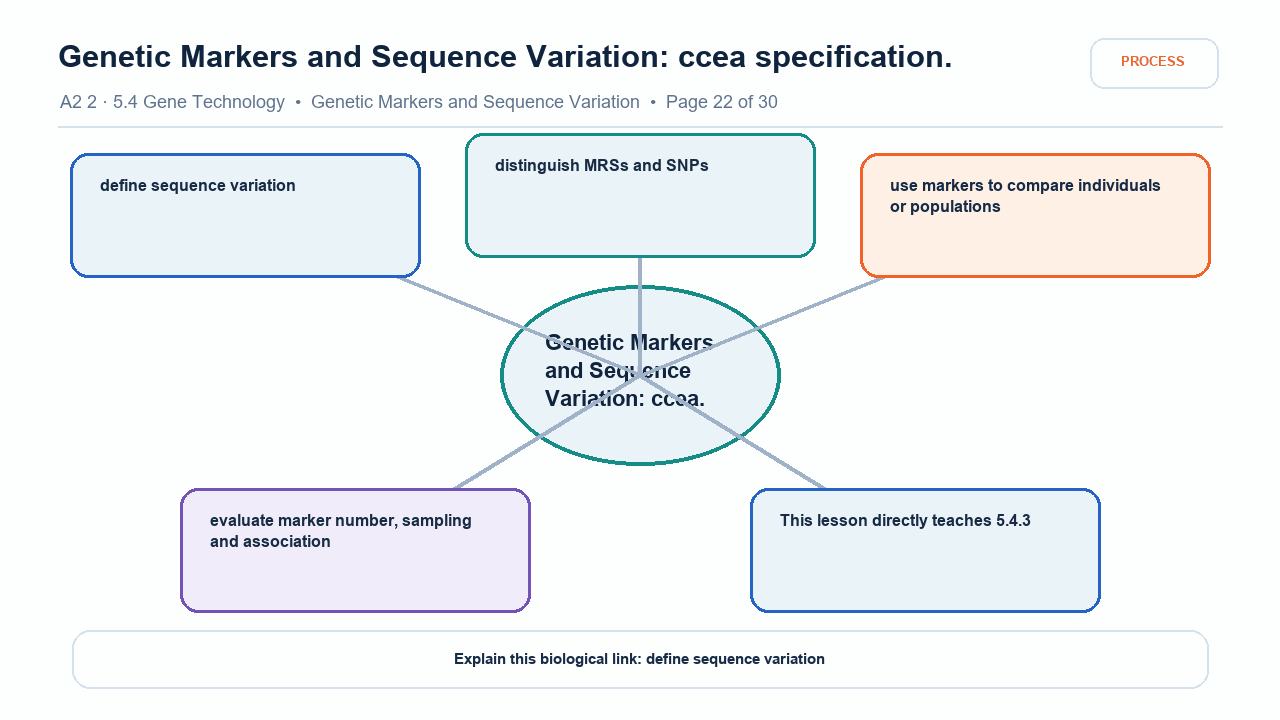 Genetic Markers and Sequence Variation: ccea specification.
PROCESS
A2 2 · 5.4 Gene Technology • Genetic Markers and Sequence Variation • Page 22 of 30
define sequence variation
distinguish MRSs and SNPs
use markers to compare individuals
or populations
Genetic Markers
and Sequence
Variation: ccea.
evaluate marker number, sampling
and association
This lesson directly teaches 5.4.3
Explain this biological link: define sequence variation